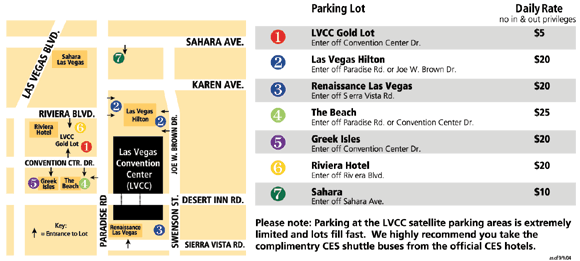 LAS VEGAS BLVD.
SAHARA AVE.
Sahara
Las Vegas
7
KAREN AVE.
2
Las Vegas
Hilton
2
RIVIERA BLVD.
6
Riviera
Hotel
LVCC
Gold Lot
1
JOE W. BROWN DR.
Las Vegas
Convention
Center
(LVCC)
CONVENTION CTR. DR.
5
Greek
Isles
The
Beach
4
DESERT INN RD.
PARADISE RD
SWENSON ST.
Key:
= Entrance to Lot
Renaissance
Las Vegas
3
SIERRA VISTA RD.
Parking Lot Daily Rate
no in & out privileges
1 LVCC Gold Lot $5
Enter off Convention Center Dr.
2 Las Vegas Hilton $20
Enter off Paradise Rd. or Joe W. Brown Dr.
3 Renaissance Las Vegas $20
Enter off Sierra Vista Rd.
4 The Beach $25
Enter off Paradise Rd. or Convention Center Dr.
5 Greek Isles $20
Enter off Convention Center Dr.
6 Riviera Hotel $20
Enter off Riveria Blvd.
7 Sahara $10
Enter off Sahara Ave.
Please note: Parking at the LVCC satellite parking areas is extremely
limited and lots fill fast. We highly recommend you take the
complimentry CES shuttle buses from the official CES hotels.